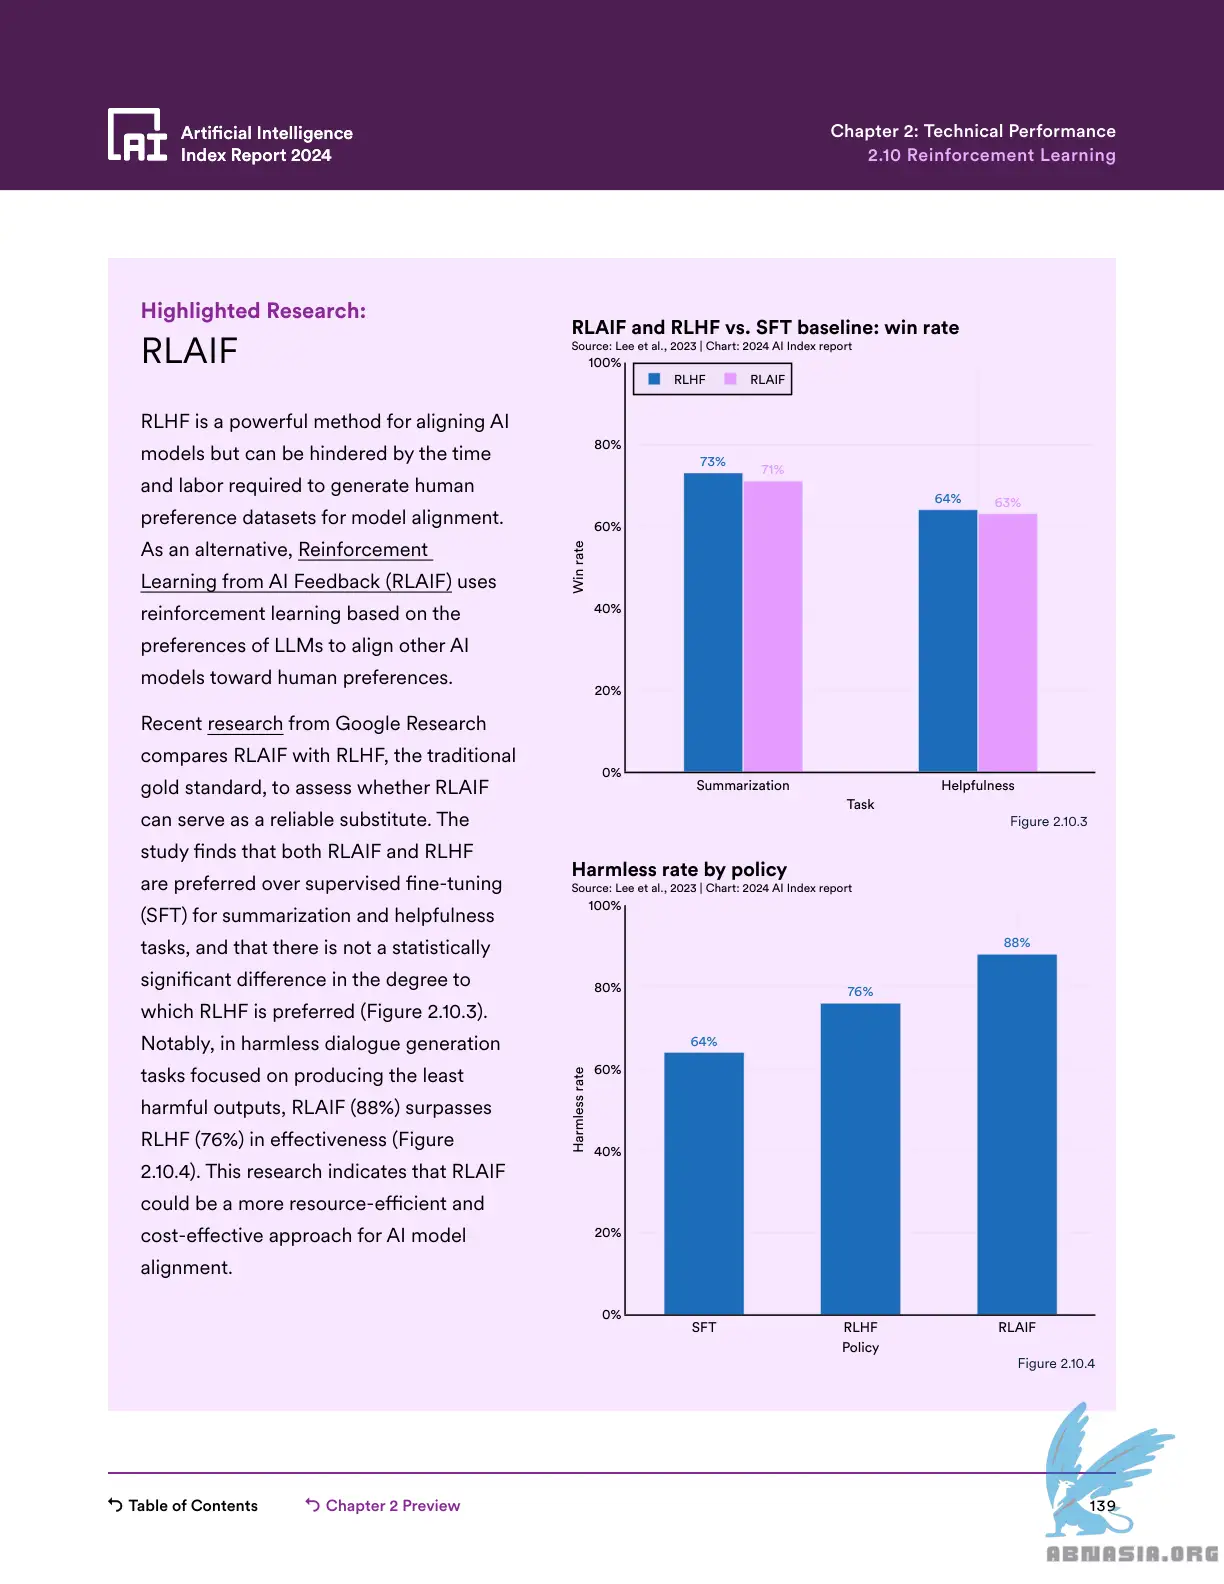 Artificial Intelligence
Index Report 2024
Chapter 2: Technical Performance
2.10 Reinforcement Learning
Highlighted Research:
RLAIF
RLHF is a powerful method for aligning AI
models but can be hindered by the time
and labor required to generate human
preference datasets for model alignment.
As an alternative, Reinforcement
Learning from AI Feedback (RLAIF) uses
reinforcement learning based on the
preferences of LLMs to align other AI
models toward human preferences.
Recent research from Google Research
compares RLAIF with RLHF, the traditional
gold standard, to assess whether RLAIF
can serve as a reliable substitute. The
study finds that both RLAIF and RLHF
are preferred over supervised fine-tuning
(SFT) for summarization and helpfulness
tasks, and that there is not a statistically
significant difference in the degree to
which RLHF is preferred (Figure 2.10.3).
Notably, in harmless dialogue generation
tasks focused on producing the least
harmful outputs, RLAIF (88%) surpasses
RLHF (76%) in effectiveness (Figure
2.10.4). This research indicates that RLAIF
could be a more resource-efficient and
cost-effective approach for AI model
alignment.
RLAIF and RLHF vs. SFT baseline: win rate
Source: Lee et al., 2023 | Chart: 2024 AI Index report
100%
RLHF RLAIF
80%
73% 71%
64% 63%
60%
Win rate
40%
20%
0%
Summarization Helpfulness
Task
Figure 2.10.3
Harmless rate by policy
Source: Lee et al., 2023 | Chart: 2024 AI Index report
100%
88%
80%
76%
64%
60%
Harmless rate
40%
20%
0%
SFT RLHF RLAIF
Policy
Figure 2.10.4
Table of Contents Chapter 2 Preview 139
ABNASIA.ORG